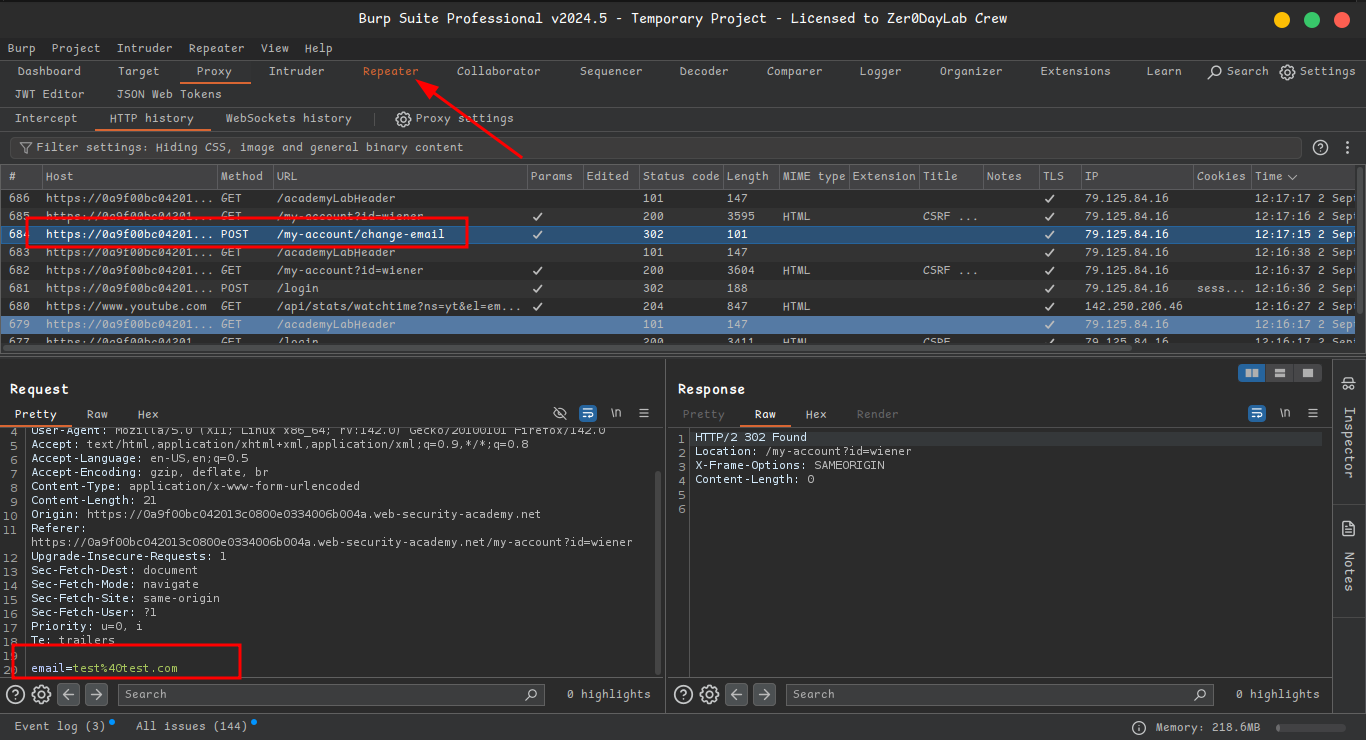 Burp Suite Professional v2024.5 - Temporary Project - Licensed to Zer0DayLab Crew
Burp Project Intruder Repeater View Help
Dashboard Target Proxy Intruder Repeater Collaborator Sequencer Decoder Comparer Logger Organizer Extensions Learn Search Settings
JWT Editor JSON Web Tokens
Intercept HTTP history WebSockets history Proxy settings
Filter settings: Hiding CSS, image and general binary content
# Host Method URL Params Edited Status code Length MIME type Extension Title Notes TLS IP Cookies Time
686 https://0a9f00bc04201... GET /academyLabHeader 101 147 ✓ 79.125.84.16 12:17:17 2 Sept
685 https://0a9f00bc04201... GET /my-account?id=wiener ✓ 200 3595 HTML CSRF ... ✓ 79.125.84.16 12:17:16 2 Sept
684 https://0a9f00bc04201... POST /my-account/change-email ✓ 302 101 ✓ 79.125.84.16 12:17:15 2 Sept
683 https://0a9f00bc04201... GET /academyLabHeader 101 147 ✓ 79.125.84.16 12:16:38 2 Sept
682 https://0a9f00bc04201... GET /my-account?id=wiener ✓ 200 3604 HTML CSRF ... ✓ 79.125.84.16 12:16:37 2 Sept
681 https://0a9f00bc04201... POST /login ✓ 302 188 ✓ 79.125.84.16 sess... 12:16:36 2 Sept
680 https://www.youtube.com GET /api/stats/watchtime?ns=yt&el=em... ✓ 204 847 HTML ✓ 142.250.206.46 12:16:27 2 Sept
679 https://0a9f00bc04201... GET /academyLabHeader 101 147 ✓ 79.125.84.16 12:16:17 2 Sept
677 https://0a9f00bc04201... GET /login 200 3411 HTML CSRF ✓ 79.125.84.16 12:16:17 2 Sept
Request
Pretty Raw Hex \n
4 User-Agent: Mozilla/5.0 (X11; Linux x86_64; rv:142.0) Gecko/20100101 Firefox/142.0
5 Accept: text/html,application/xhtml+xml,application/xml;q=0.9,*/*;q=0.8
6 Accept-Language: en-US,en;q=0.5
7 Accept-Encoding: gzip, deflate, br
8 Content-Type: application/x-www-form-urlencoded
9 Content-Length: 21
10 Origin: https://0a9f00bc042013c0800e0334006b004a.web-security-academy.net
11 Referer:
https://0a9f00bc042013c0800e0334006b004a.web-security-academy.net/my-account?id=wiener
12 Upgrade-Insecure-Requests: 1
13 Sec-Fetch-Dest: document
14 Sec-Fetch-Mode: navigate
15 Sec-Fetch-Site: same-origin
16 Sec-Fetch-User: ?1
17 Priority: u=0, i
18 Te: trailers
19
20 email=test%40test.com
Search 0 highlights
Response
Pretty Raw Hex Render \n
1 HTTP/2 302 Found
2 Location: /my-account?id=wiener
3 X-Frame-Options: SAMEORIGIN
4 Content-Length: 0
5
6
Search 0 highlights
Inspector
Notes
Event log (3) All issues (144) Memory: 218.6MB